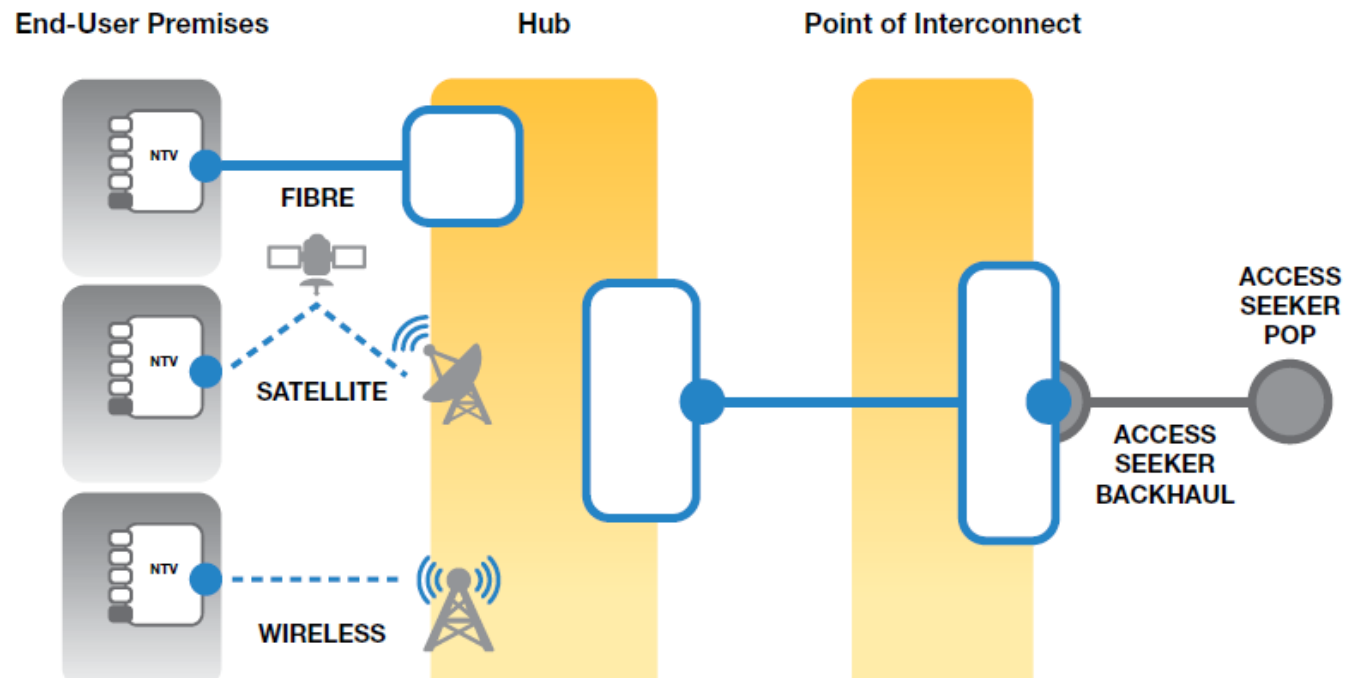 End-User Premises
Hub
Point of Interconnect
NTV
FIBRE
NTV
SATELLITE
NTV
WIRELESS
ACCESS
SEEKER
POP
ACCESS
SEEKER
BACKHAUL